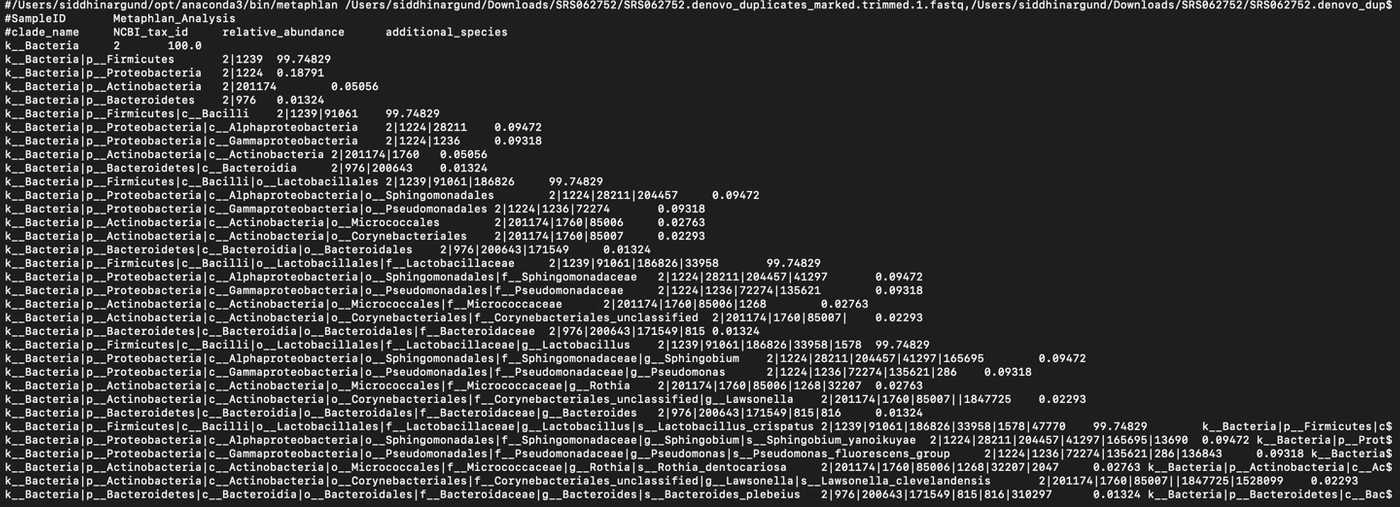 #/Users/siddhinargund/opt/anaconda3/bin/metaphlan /Users/siddhinargund/Downloads/SRS062752/SRS062752.denovo_duplicates_marked.trimmed.1.fastq,/Users/siddhinargund/Downloads/SRS062752/SRS062752.denovo_dup$
#SampleID Metaphlan_Analysis
#clade_name NCBI_tax_id relative_abundance additional_species
k__Bacteria 2 100.0
k__Bacteria|p__Firmicutes 2|1239 99.74829
k__Bacteria|p__Proteobacteria 2|1224 0.18791
k__Bacteria|p__Actinobacteria 2|201174 0.05056
k__Bacteria|p__Bacteroidetes 2|976 0.01324
k__Bacteria|p__Firmicutes|c__Bacilli 2|1239|91061 99.74829
k__Bacteria|p__Proteobacteria|c__Alphaproteobacteria 2|1224|28211 0.09472
k__Bacteria|p__Proteobacteria|c__Gammaproteobacteria 2|1224|1236 0.09318
k__Bacteria|p__Actinobacteria|c__Actinobacteria 2|201174|1760 0.05056
k__Bacteria|p__Bacteroidetes|c__Bacteroidia 2|976|200643 0.01324
k__Bacteria|p__Firmicutes|c__Bacilli|o__Lactobacillales 2|1239|91061|186826 99.74829
k__Bacteria|p__Proteobacteria|c__Alphaproteobacteria|o__Sphingomonadales 2|1224|28211|204457 0.09472
k__Bacteria|p__Proteobacteria|c__Gammaproteobacteria|o__Pseudomonadales 2|1224|1236|72274 0.09318
k__Bacteria|p__Actinobacteria|c__Actinobacteria|o__Micrococcales 2|201174|1760|85006 0.02763
k__Bacteria|p__Actinobacteria|c__Actinobacteria|o__Corynebacteriales 2|201174|1760|85007 0.02293
k__Bacteria|p__Bacteroidetes|c__Bacteroidia|o__Bacteroidales 2|976|200643|171549 0.01324
k__Bacteria|p__Firmicutes|c__Bacilli|o__Lactobacillales|f__Lactobacillaceae 2|1239|91061|186826|33958 99.74829
k__Bacteria|p__Proteobacteria|c__Alphaproteobacteria|o__Sphingomonadales|f__Sphingomonadaceae 2|1224|28211|204457|41297 0.09472
k__Bacteria|p__Proteobacteria|c__Gammaproteobacteria|o__Pseudomonadales|f__Pseudomonadaceae 2|1224|1236|72274|135621 0.09318
k__Bacteria|p__Actinobacteria|c__Actinobacteria|o__Micrococcales|f__Micrococcaceae 2|201174|1760|85006|1268 0.02763
k__Bacteria|p__Actinobacteria|c__Actinobacteria|o__Corynebacteriales|f__Corynebacteriales_unclassified 2|201174|1760|85007| 0.02293
k__Bacteria|p__Bacteroidetes|c__Bacteroidia|o__Bacteroidales|f__Bacteroidaceae 2|976|200643|171549|815 0.01324
k__Bacteria|p__Firmicutes|c__Bacilli|o__Lactobacillales|f__Lactobacillaceae|g__Lactobacillus 2|1239|91061|186826|33958|1578 99.74829
k__Bacteria|p__Proteobacteria|c__Alphaproteobacteria|o__Sphingomonadales|f__Sphingomonadaceae|g__Sphingobium 2|1224|28211|204457|41297|165695 0.09472
k__Bacteria|p__Proteobacteria|c__Gammaproteobacteria|o__Pseudomonadales|f__Pseudomonadaceae|g__Pseudomonas 2|1224|1236|72274|135621|286 0.09318
k__Bacteria|p__Actinobacteria|c__Actinobacteria|o__Micrococcales|f__Micrococcaceae|g__Rothia 2|201174|1760|85006|1268|32207 0.02763
k__Bacteria|p__Actinobacteria|c__Actinobacteria|o__Corynebacteriales|f__Corynebacteriales_unclassified|g__Lawsonella 2|201174|1760|85007||1847725 0.02293
k__Bacteria|p__Bacteroidetes|c__Bacteroidia|o__Bacteroidales|f__Bacteroidaceae|g__Bacteroides 2|976|200643|171549|815|816 0.01324
k__Bacteria|p__Firmicutes|c__Bacilli|o__Lactobacillales|f__Lactobacillaceae|g__Lactobacillus|s__Lactobacillus_crispatus 2|1239|91061|186826|33958|1578|47770 99.74829 k__Bacteria|p__Firmicutes|c$
k__Bacteria|p__Proteobacteria|c__Alphaproteobacteria|o__Sphingomonadales|f__Sphingomonadaceae|g__Sphingobium|s__Sphingobium_yanoikuyae 2|1224|28211|204457|41297|165695|13690 0.09472 k__Bacteria|p__Prot$
k__Bacteria|p__Proteobacteria|c__Gammaproteobacteria|o__Pseudomonadales|f__Pseudomonadaceae|g__Pseudomonas|s__Pseudomonas_fluorescens_group 2|1224|1236|72274|135621|286|136843 0.09318 k__Bacteria$
k__Bacteria|p__Actinobacteria|c__Actinobacteria|o__Micrococcales|f__Micrococcaceae|g__Rothia|s__Rothia_dentocariosa 2|201174|1760|85006|1268|32207|2047 0.02763 k__Bacteria|p__Actinobacteria|c__Ac$
k__Bacteria|p__Actinobacteria|c__Actinobacteria|o__Corynebacteriales|f__Corynebacteriales_unclassified|g__Lawsonella|s__Lawsonella_clevelandensis 2|201174|1760|85007||1847725|1528099 0.02293
k__Bacteria|p__Bacteroidetes|c__Bacteroidia|o__Bacteroidales|f__Bacteroidaceae|g__Bacteroides|s__Bacteroides_plebeius 2|976|200643|171549|815|816|310297 0.01324 k__Bacteria|p__Bacteroidetes|c__Bac$